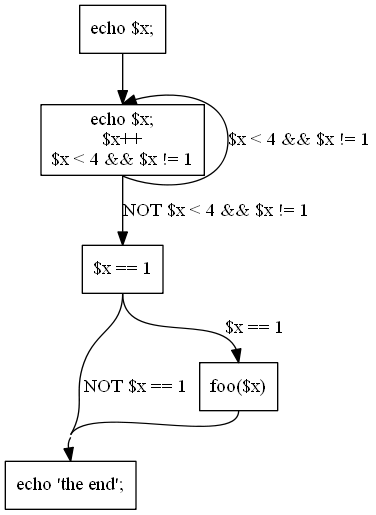 echo $x;
echo $x;
$x++
$x < 4 && $x != 1
$x < 4 && $x != 1
NOT $x < 4 && $x != 1
$x == 1
$x == 1
NOT $x == 1
foo($x)
echo 'the end';